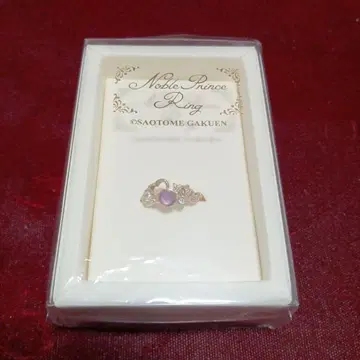 Noble Prince
Ring
©SAOTOME GAKUEN